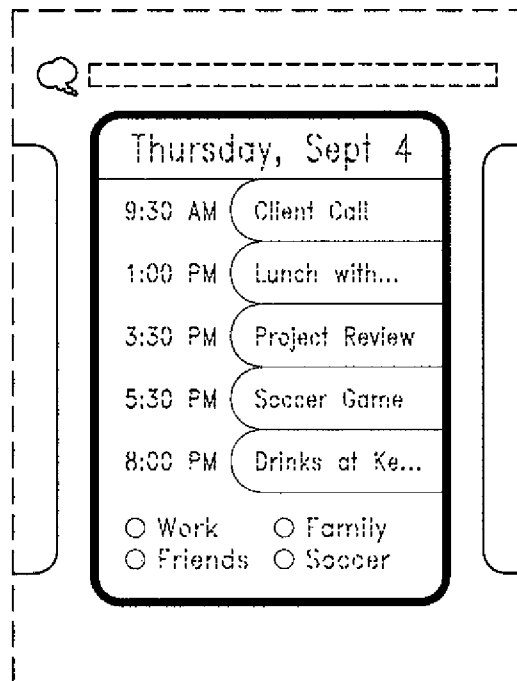 Thursday, Sept 4
9:30 AM Client Call
1:00 PM Lunch with...
3:30 PM Project Review
5:30 PM Soccer Game
8:00 PM Drinks at Ke...
Work Family
Friends Soccer